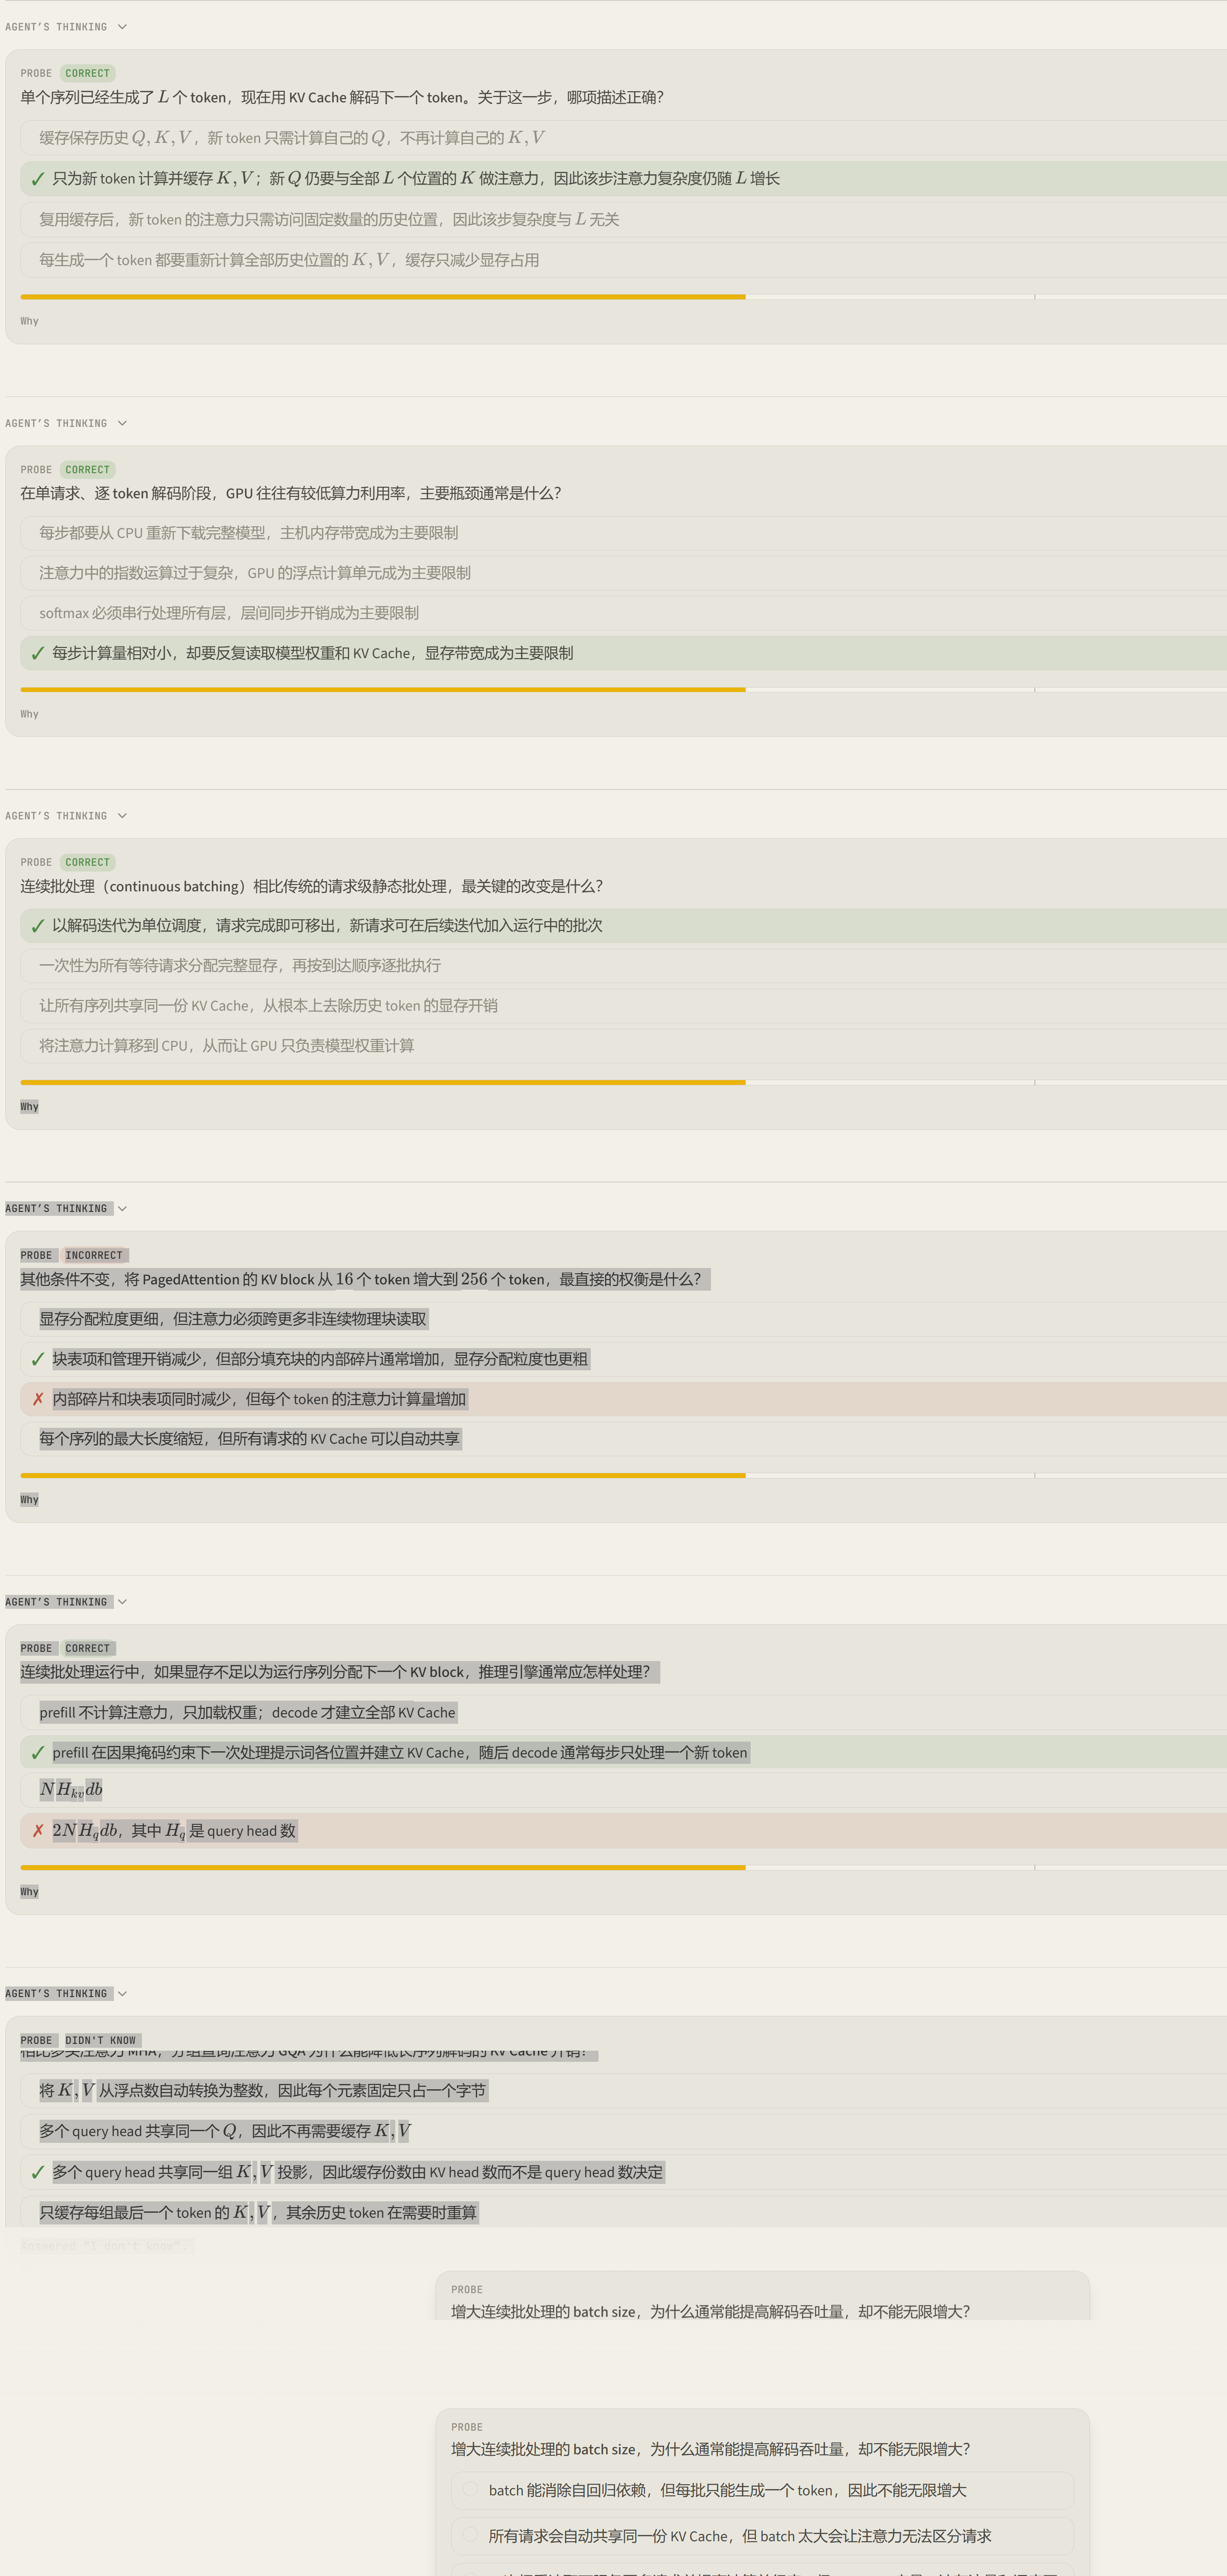 AGENT’S THINKING
PROBE CORRECT
单个序列已经生成了 L 个 token，现在用 KV Cache 解码下一个 token。关于这一步，哪项描述正确？
缓存保存历史 Q, K, V，新 token 只需计算自己的 Q，不再计算自己的 K, V
✓ 只为新 token 计算并缓存 K, V；新 Q 仍要与全部 L 个位置的 K 做注意力，因此该步注意力复杂度仍随 L 增长
复用缓存后，新 token 的注意力只需访问固定数量的历史位置，因此该步复杂度与 L 无关
每生成一个 token 都要重新计算全部历史位置的 K, V，缓存只减少显存占用
Why
AGENT’S THINKING
PROBE CORRECT
在单请求、逐 token 解码阶段，GPU 往往有较低算力利用率，主要瓶颈通常是什么？
每步都要从 CPU 重新下载完整模型，主机内存带宽成为主要限制
注意力中的指数运算过于复杂，GPU 的浮点计算单元成为主要限制
softmax 必须串行处理所有层，层间同步开销成为主要限制
✓ 每步计算量相对小，却要反复读取模型权重和 KV Cache，显存带宽成为主要限制
Why
AGENT’S THINKING
PROBE CORRECT
连续批处理（continuous batching）相比传统的请求级静态批处理，最关键的改变是什么？
✓ 以解码迭代为单位调度，请求完成即可移出，新请求可在后续迭代加入运行中的批次
一次性为所有等待请求分配完整显存，再按到达顺序逐批执行
让所有序列共享同一份 KV Cache，从根本上去除历史 token 的显存开销
将注意力计算移到 CPU，从而让 GPU 只负责模型权重计算
Why
AGENT’S THINKING
PROBE INCORRECT
其他条件不变，将 PagedAttention 的 KV block 从 16 个 token 增大到 256 个 token，最直接的权衡是什么？
显存分配粒度更细，但注意力必须跨更多非连续物理块读取
✓ 块表项和管理开销减少，但部分填充块的内部碎片通常增加，显存分配粒度也更粗
✗ 内部碎片和块表项同时减少，但每个 token 的注意力计算量增加
每个序列的最大长度缩短，但所有请求的 KV Cache 可以自动共享
Why
AGENT’S THINKING
PROBE CORRECT
连续批处理运行中，如果显存不足以为运行序列分配下一个 KV block，推理引擎通常应怎样处理？
prefill 不计算注意力，只加载权重；decode 才建立全部 KV Cache
✓ prefill 在因果掩码约束下一次处理提示词各位置并建立 KV Cache，随后 decode 通常每步只处理一个新 token
NH_{kv}db
✗ 2NH_qdb，其中 H_q 是 query head 数
Why
AGENT’S THINKING
PROBE DIDN'T KNOW
相比多头注意力 MHA，分组查询注意力 GQA 为什么能降低长序列解码的 KV Cache 开销？
将 K, V 从浮点数自动转换为整数，因此每个元素固定只占一个字节
多个 query head 共享同一个 Q，因此不再需要缓存 K, V
✓ 多个 query head 共享同一组 K, V 投影，因此缓存份数由 KV head 数而不是 query head 数决定
只缓存每组最后一个 token 的 K, V，其余历史 token 在需要时重算
Answered "I don't know".
PROBE
增大连续批处理的 batch size，为什么通常能提高解码吞吐量，却不能无限增大？
PROBE
增大连续批处理的 batch size，为什么通常能提高解码吞吐量，却不能无限增大？
batch 能消除自回归依赖，但每批只能生成一个 token，因此不能无限增大
所有请求会自动共享同一份 KV Cache，但 batch 太大会让注意力无法区分请求